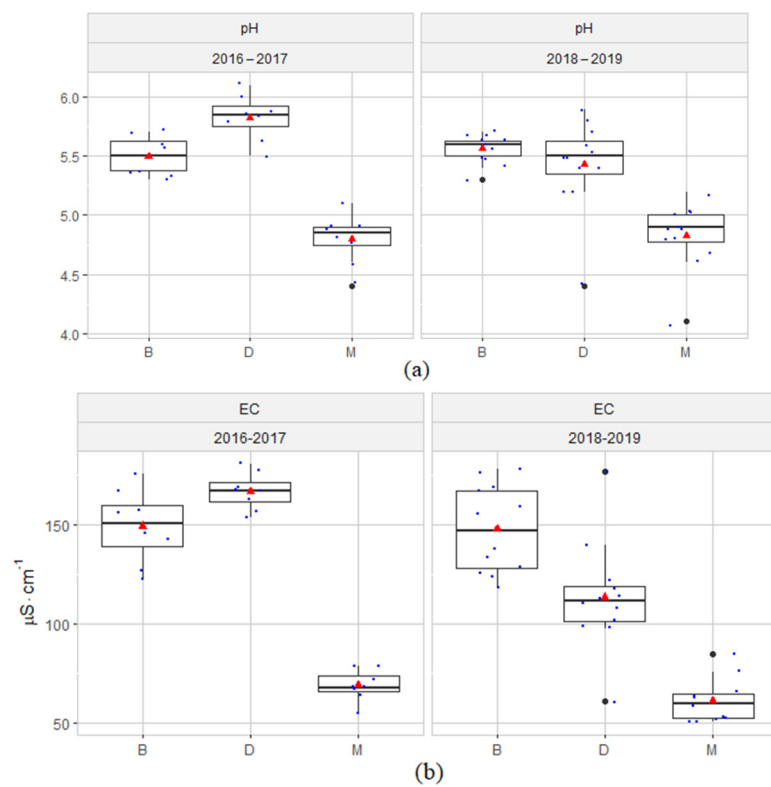 pH pH
2016 – 2017 2018 – 2019
6.0
5.5
5.0
4.5
4.0
B D M B D M
(a)
EC EC
2016-2017 2018-2019
150
100
50
μS · cm⁻¹
B D M B D M
(b)